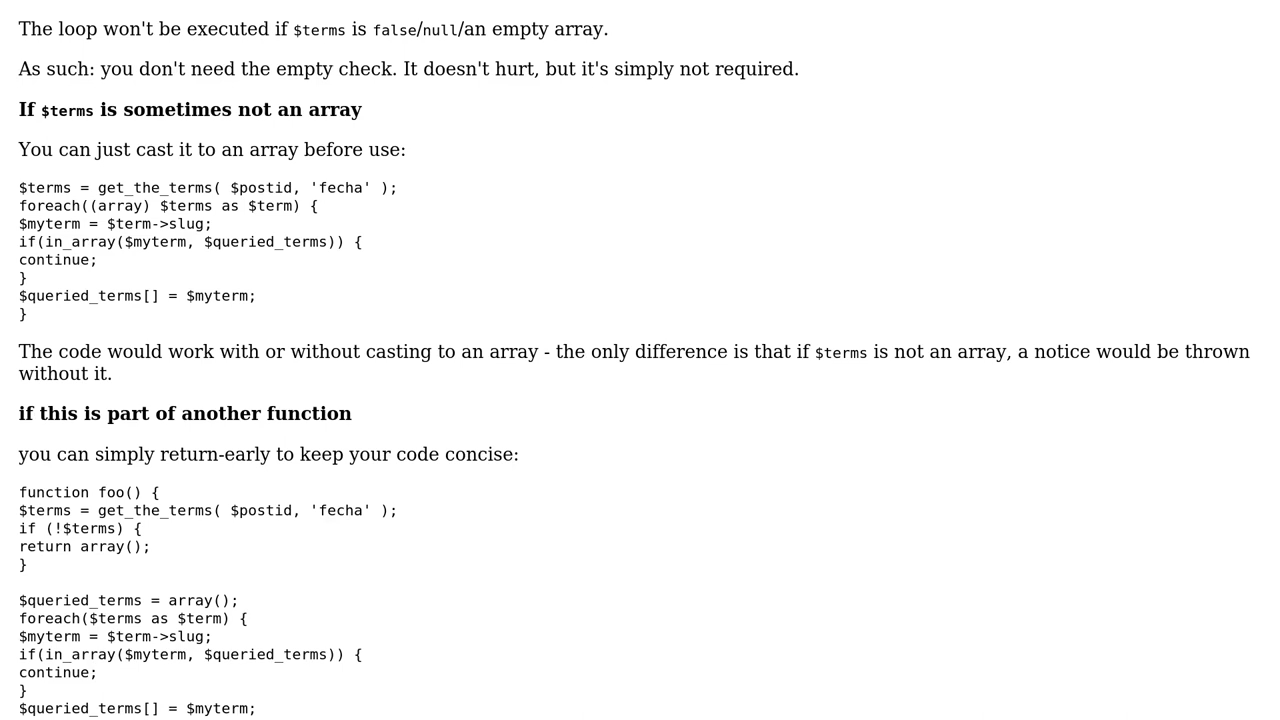 The loop won't be executed if $terms is false/null/an empty array.
As such: you don't need the empty check. It doesn't hurt, but it's simply not required.
If $terms is sometimes not an array
You can just cast it to an array before use:
$terms = get_the_terms( $postid, 'fecha' );
foreach((array) $terms as $term) {
$myterm = $term->slug;
if(in_array($myterm, $queried_terms)) {
continue;
}
$queried_terms[] = $myterm;
}
The code would work with or without casting to an array - the only difference is that if $terms is not an array, a notice would be thrown
without it.
if this is part of another function
you can simply return-early to keep your code concise:
function foo() {
$terms = get_the_terms( $postid, 'fecha' );
if (!$terms) {
return array();
}
$queried_terms = array();
foreach($terms as $term) {
$myterm = $term->slug;
if(in_array($myterm, $queried_terms)) {
continue;
}
$queried_terms[] = $myterm;